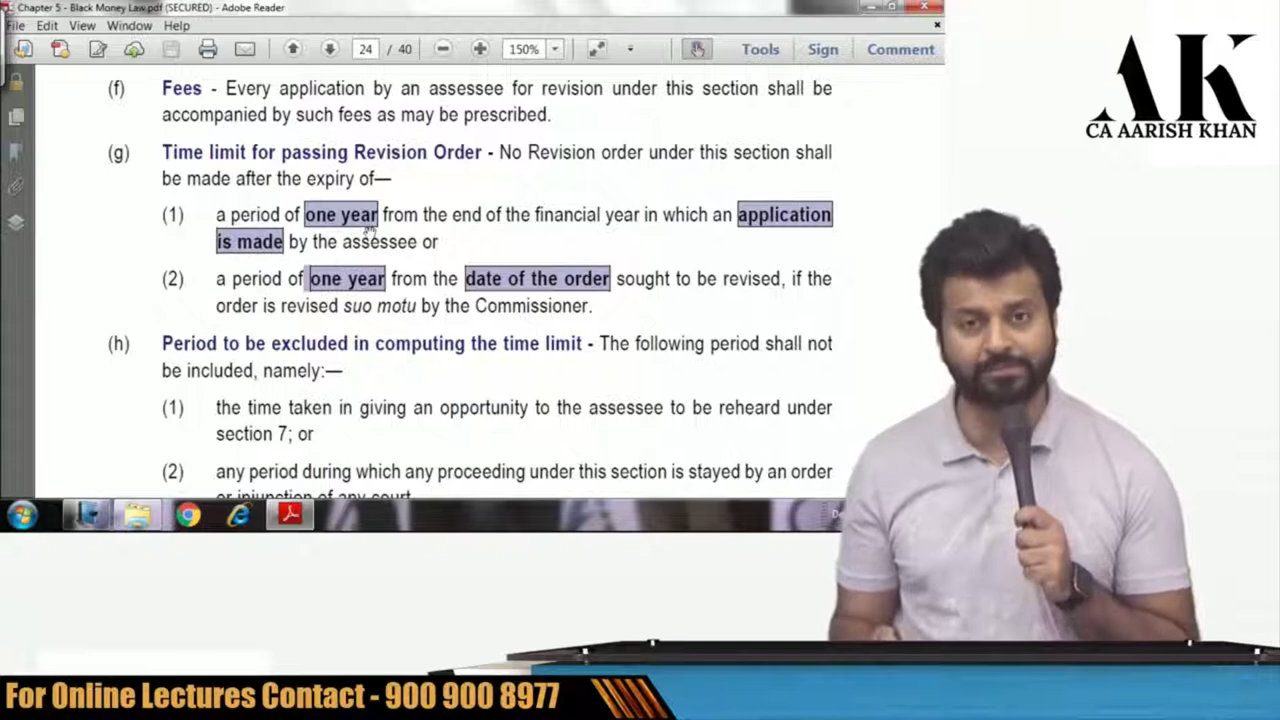 Chapter 5 - Black Money Law.pdf (SECURED) - Adobe Reader
File Edit View Window Help
24 / 40 150% Tools Sign Comment
(f) Fees - Every application by an assessee for revision under this section shall be
accompanied by such fees as may be prescribed.
(g) Time limit for passing Revision Order - No Revision order under this section shall
be made after the expiry of—
(1) a period of one year from the end of the financial year in which an application
is made by the assessee or
(2) a period of one year from the date of the order sought to be revised, if the
order is revised suo motu by the Commissioner.
(h) Period to be excluded in computing the time limit - The following period shall not
be included, namely:—
(1) the time taken in giving an opportunity to the assessee to be reheard under
section 7; or
(2) any period during which any proceeding under this section is stayed by an order
or injunction of any court
AK
CA AARISH KHAN
For Online Lectures Contact - 900 900 8977